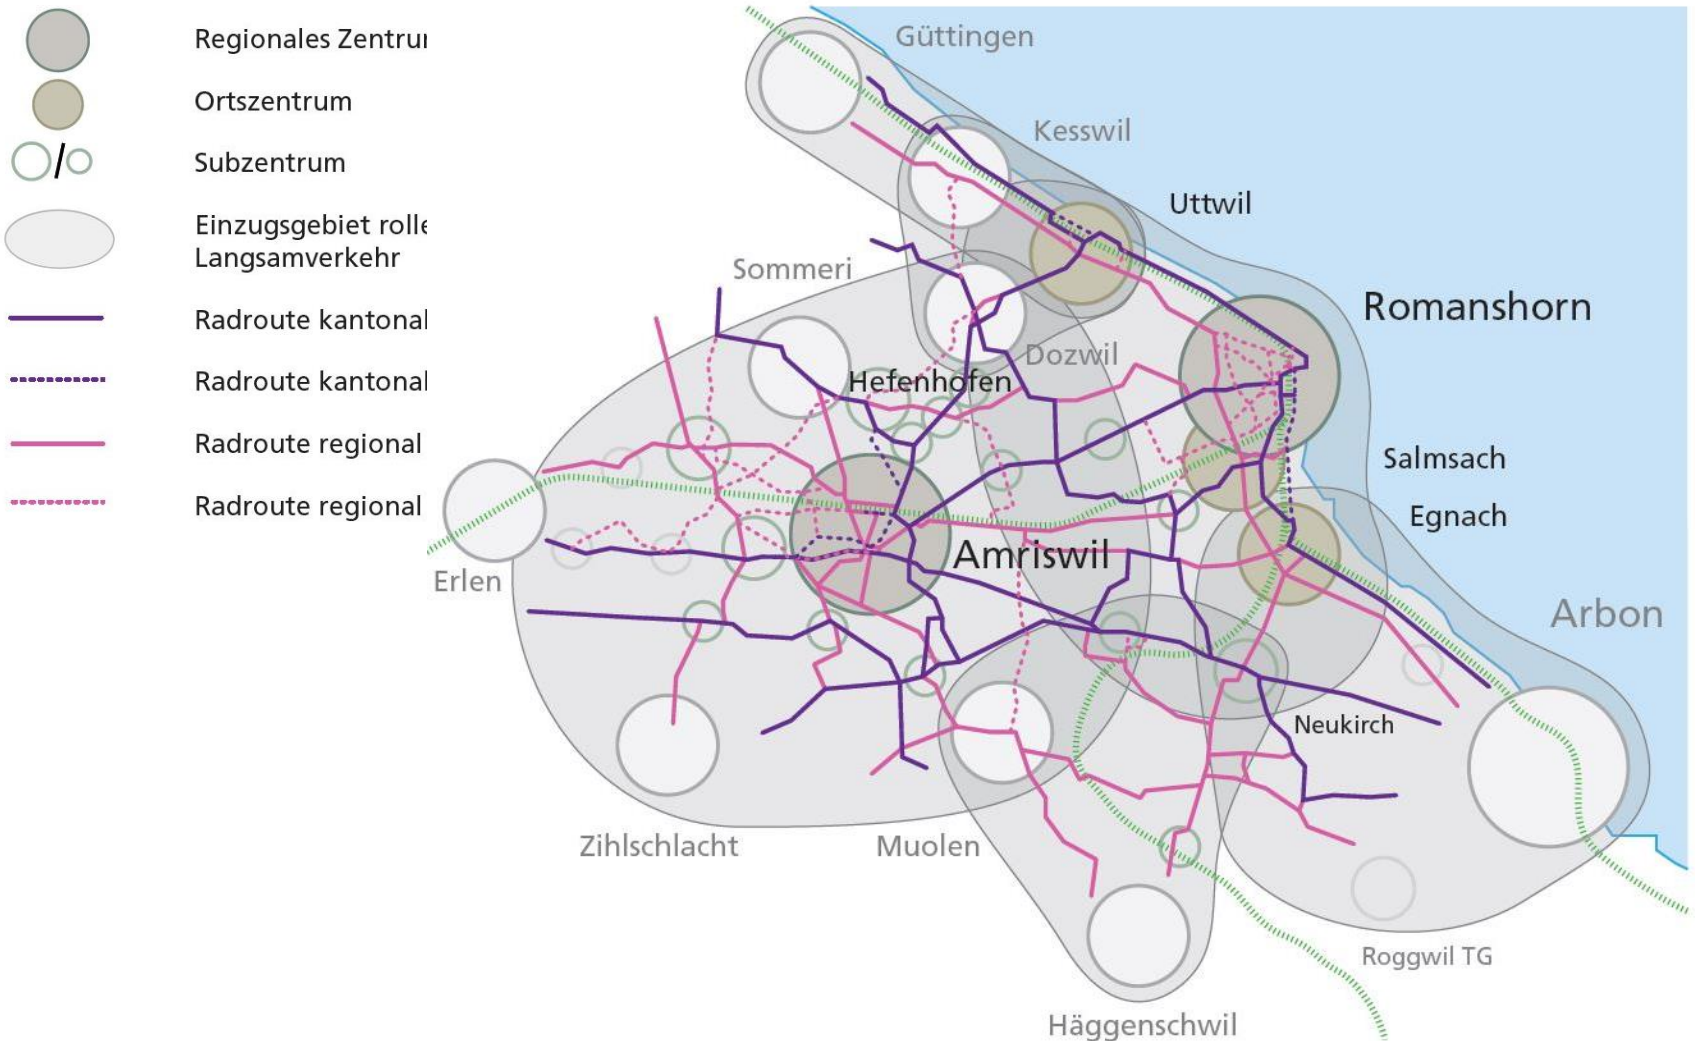 Regionales Zentrum
Ortszentrum
Subzentrum
Einzugsgebiet rolle
Langsamverkehr
Radroute kantonal
Radroute kantonal
Radroute regional
Radroute regional
Güttingen
Kesswil
Uttwil
Sommeri
Romanshorn
Dozwil
Hefenhofen
Salmsach
Egnach
Amriswil
Erlen
Arbon
Neukirch
Zihlschlacht
Muolen
Roggwil TG
Häggenschwil